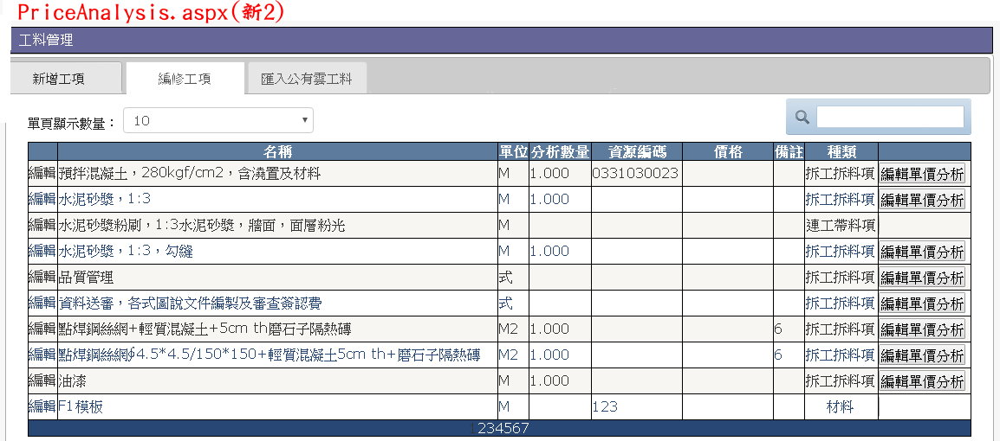 PriceAnalysis.aspx(新2)
工料管理
新增工項 編修工項 匯入公有雲工料
單頁顯示數量： 10
名稱 單位 分析數量 資源編碼 價格 備註 種類
編輯 預拌混凝土，280kgf/cm2，含澆置及材料 M 1.000 0331030023 拆工拆料項 編輯單價分析
編輯 水泥砂漿，1:3 M 1.000 拆工拆料項 編輯單價分析
編輯 水泥砂漿粉刷，1:3水泥砂漿，牆面，面層粉光 M 連工帶料項
編輯 水泥砂漿，1:3，勾縫 M 1.000 拆工拆料項 編輯單價分析
編輯 品質管理 式 拆工拆料項 編輯單價分析
編輯 資料送審，各式圖說文件編製及審查簽認費 式 拆工拆料項 編輯單價分析
編輯 點焊鋼絲網+輕質混凝土+5cm th磨石子隔熱磚 M2 1.000 6 拆工拆料項 編輯單價分析
編輯 點焊鋼絲網∮4.5*4.5/150*150+輕質混凝土5cm th+磨石子隔熱磚 M2 1.000 6 拆工拆料項 編輯單價分析
編輯 油漆 M 1.000 拆工拆料項 編輯單價分析
編輯 F1模板 M 123 材料
1234567